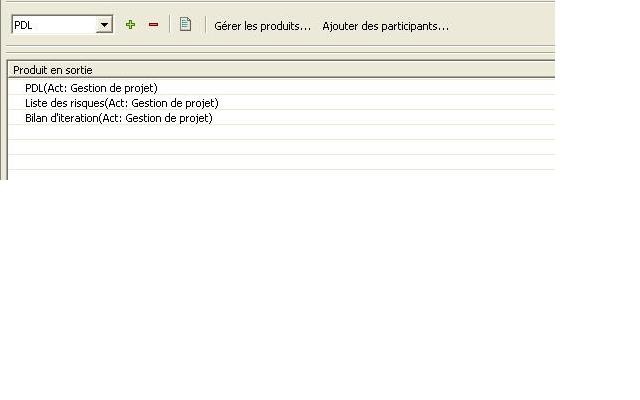 PDL Gérer les produits... Ajouter des participants...
Produit en sortie
PDL(Act: Gestion de projet)
Liste des risques(Act: Gestion de projet)
Bilan d'iteration(Act: Gestion de projet)